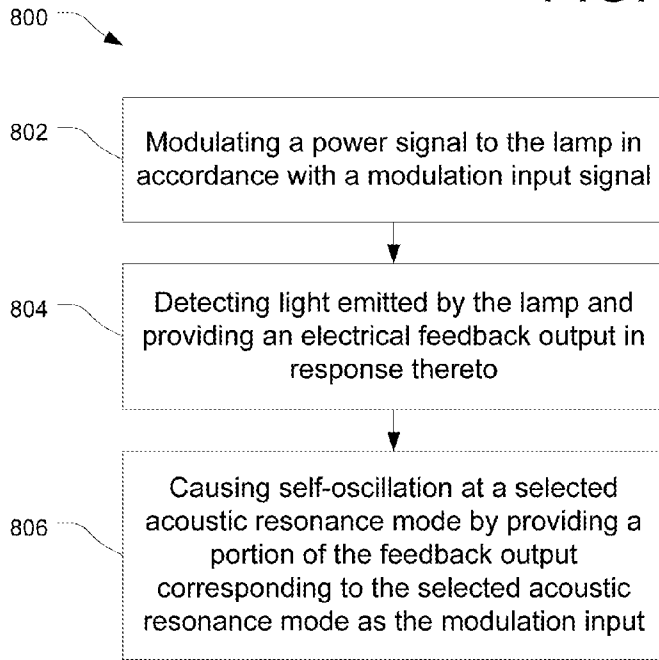 800
802
Modulating a power signal to the lamp in
accordance with a modulation input signal
804
Detecting light emitted by the lamp and
providing an electrical feedback output in
response thereto
806
Causing self-oscillation at a selected
acoustic resonance mode by providing a
portion of the feedback output
corresponding to the selected acoustic
resonance mode as the modulation input